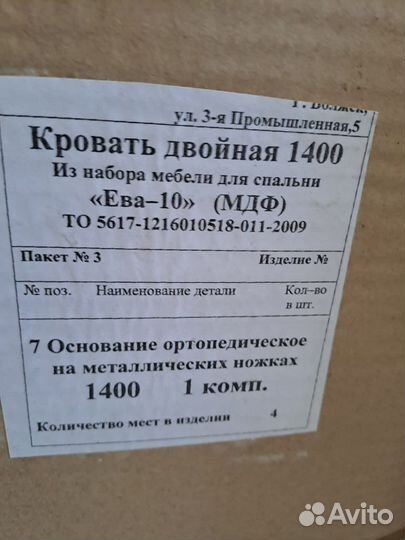 г. Волжск,
ул. 3-я Промышленная,5
Кровать двойная 1400
Из набора мебели для спальни
«Ева–10» (МДФ)
ТО 5617-1216010518-011-2009
Пакет № 3 Изделие №
№ поз. Наименование детали Кол–во
в шт.
7 Основание ортопедическое
на металлических ножках
1400 1 комп.
Количество мест в изделии 4
Avito